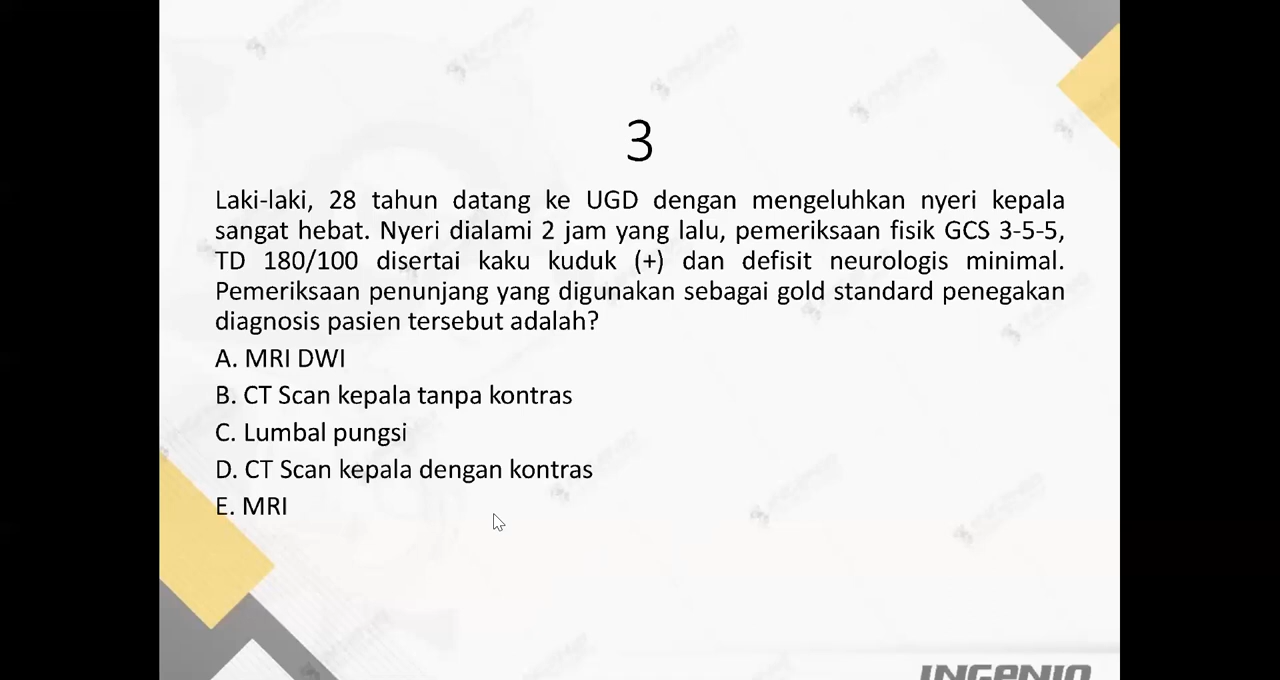 3
Laki-laki, 28 tahun datang ke UGD dengan mengeluhkan nyeri kepala
sangat hebat. Nyeri dialami 2 jam yang lalu, pemeriksaan fisik GCS 3-5-5,
TD 180/100 disertai kaku kuduk (+) dan defisit neurologis minimal.
Pemeriksaan penunjang yang digunakan sebagai gold standard penegakan
diagnosis pasien tersebut adalah?
A. MRI DWI
B. CT Scan kepala tanpa kontras
C. Lumbal pungsi
D. CT Scan kepala dengan kontras
E. MRI
INGENIO